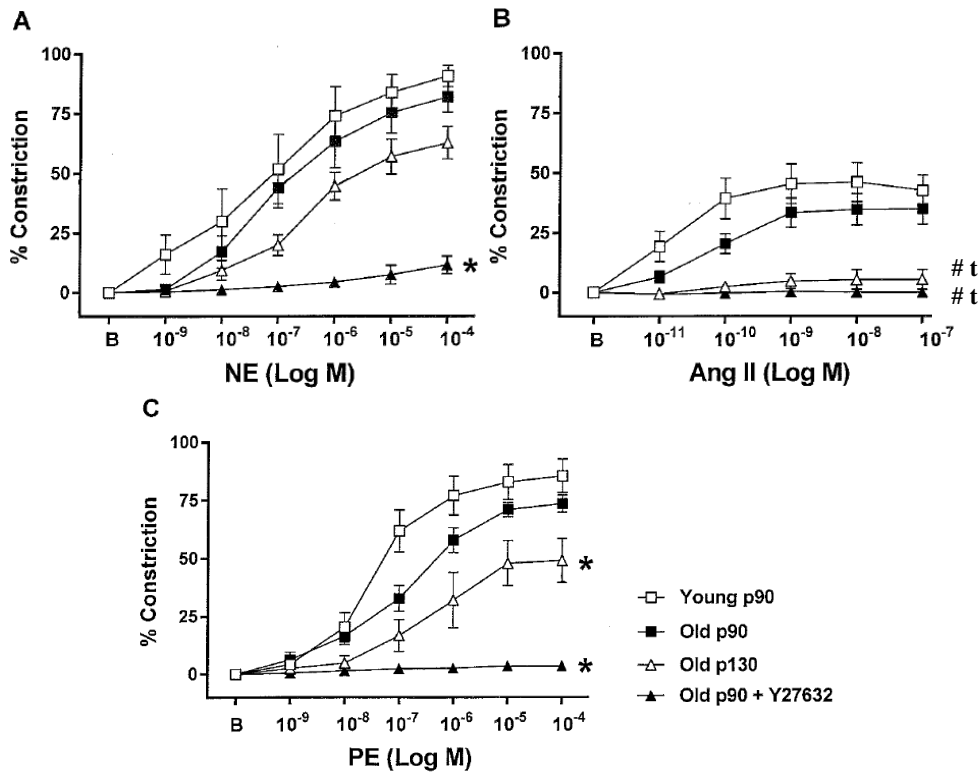 A
100
75
50
25
0
% Constriction
B 10⁻⁹ 10⁻⁸ 10⁻⁷ 10⁻⁶ 10⁻⁵ 10⁻⁴
NE (Log M)
*
B
100
75
50
25
0
% Constriction
B 10⁻¹¹ 10⁻¹⁰ 10⁻⁹ 10⁻⁸ 10⁻⁷
Ang II (Log M)
# t
# t
C
100
75
50
25
0
% Constriction
B 10⁻⁹ 10⁻⁸ 10⁻⁷ 10⁻⁶ 10⁻⁵ 10⁻⁴
PE (Log M)
*
*
Young p90
Old p90
Old p130
Old p90 + Y27632